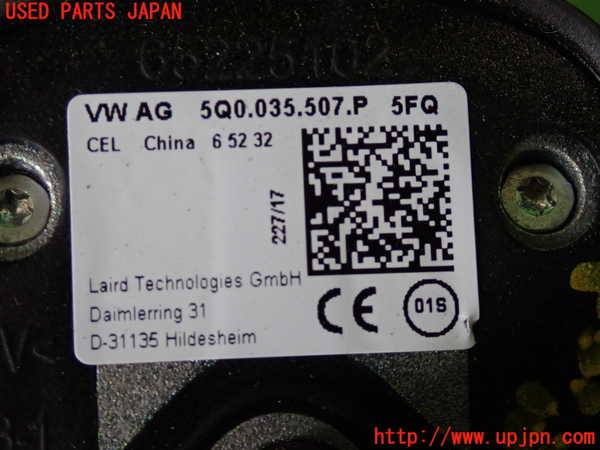 USED PARTS JAPAN
65225102
VW AG 5Q0.035.507.P 5FQ
CEL China 6 52 32
227/17
Laird Technologies GmbH
Daimlerring 31
D-31135 Hildesheim
CE 01S
http://www.upjpn.com/